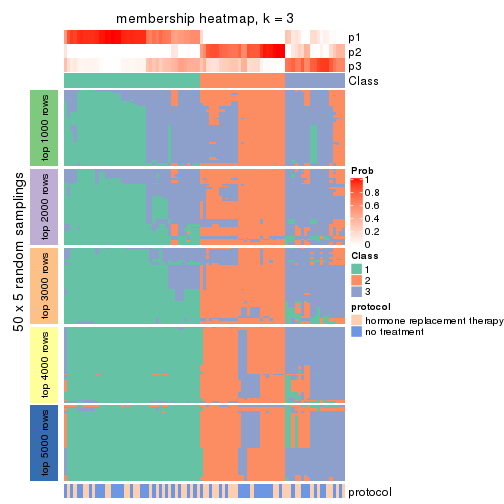 membership heatmap, k = 3
p1
p2
p3
Class
50 x 5 random samplings
top 1000 rows
top 2000 rows
top 3000 rows
top 4000 rows
top 5000 rows
Prob
1
0.8
0.6
0.4
0.2
0
Class
1
2
3
protocol
hormone replacement therapy
no treatment
protocol